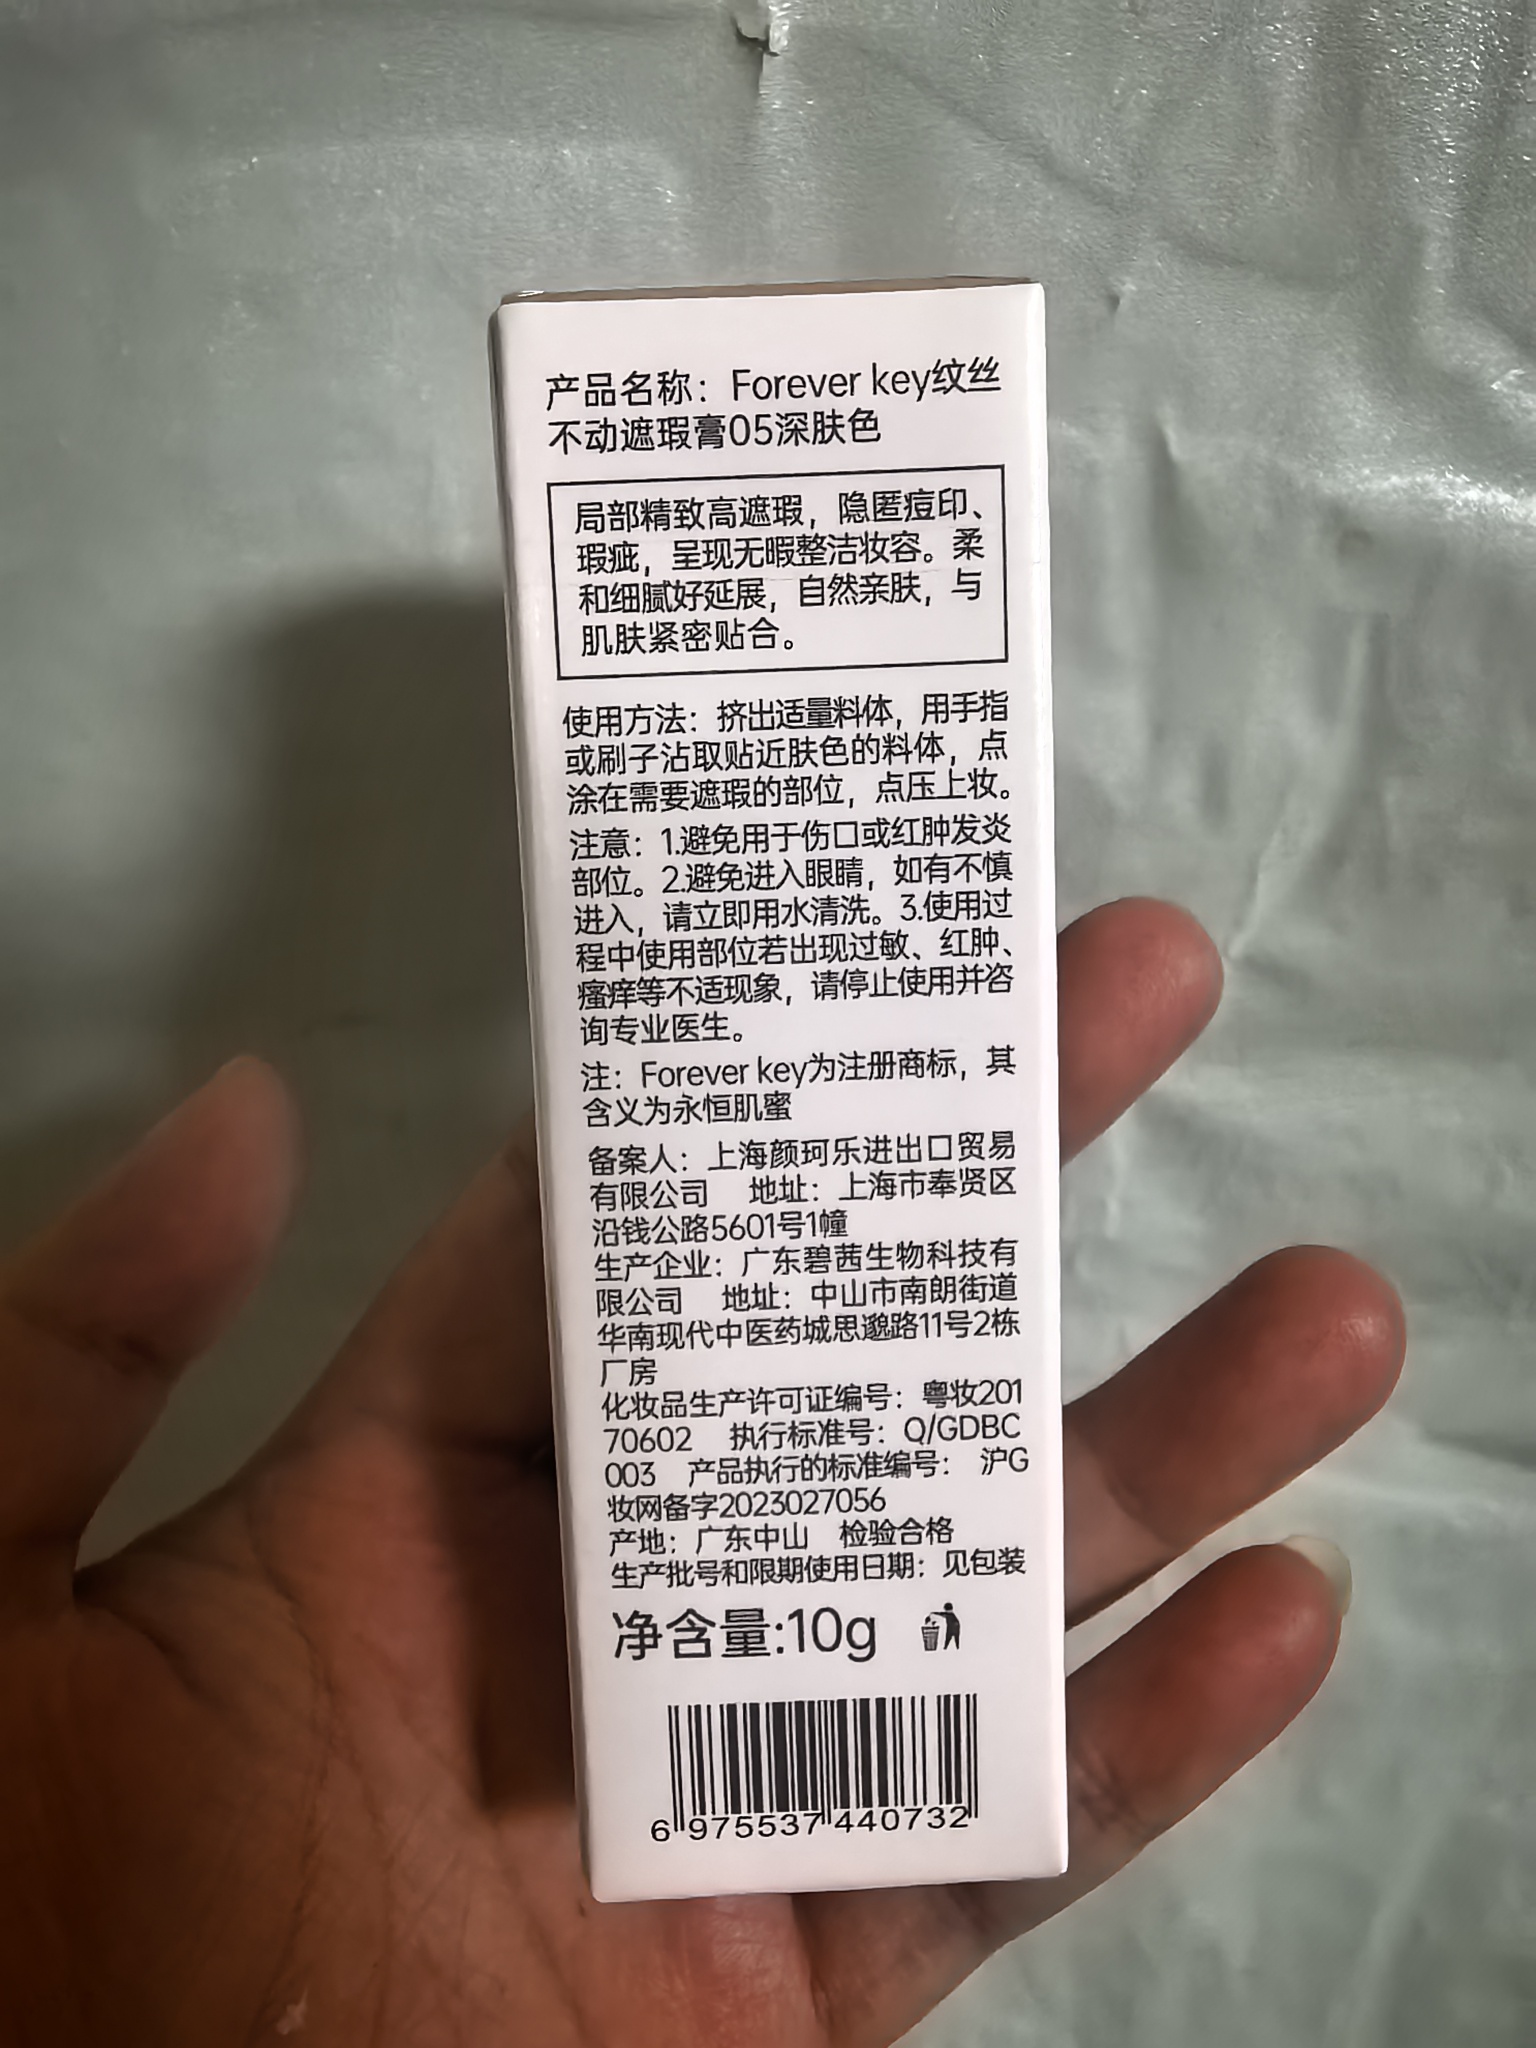 产品名称：Forever key纹丝
不动遮瑕膏05深肤色
局部精致高遮瑕，隐匿痘印、
瑕疵，呈现无暇整洁妆容。柔
和细腻好延展，自然亲肤，与
肌肤紧密贴合。
使用方法：挤出适量料体，用手指
或刷子沾取贴近肤色的料体，点
涂在需要遮瑕的部位，点压上妆。
注意：1.避免用于伤口或红肿发炎
部位。2.避免进入眼睛，如有不慎
进入，请立即用水清洗。3.使用过
程中使用部位若出现过敏、红肿、
瘙痒等不适现象，请停止使用并咨
询专业医生。
注：Forever key为注册商标，其
含义为永恒肌蜜
备案人：上海颜珂乐进出口贸易
有限公司 地址：上海市奉贤区
沿钱公路5601号1幢
生产企业：广东碧茜生物科技有
限公司 地址：中山市南朗街道
华南现代中医药城思邈路11号2栋
厂房
化妆品生产许可证编号：粤妆201
70602 执行标准号：Q/GDBC
003 产品执行的标准编号： 沪G
妆网备字2023027056
产地：广东中山 检验合格
生产批号和限期使用日期：见包装
净含量:10g
6 975537 440732